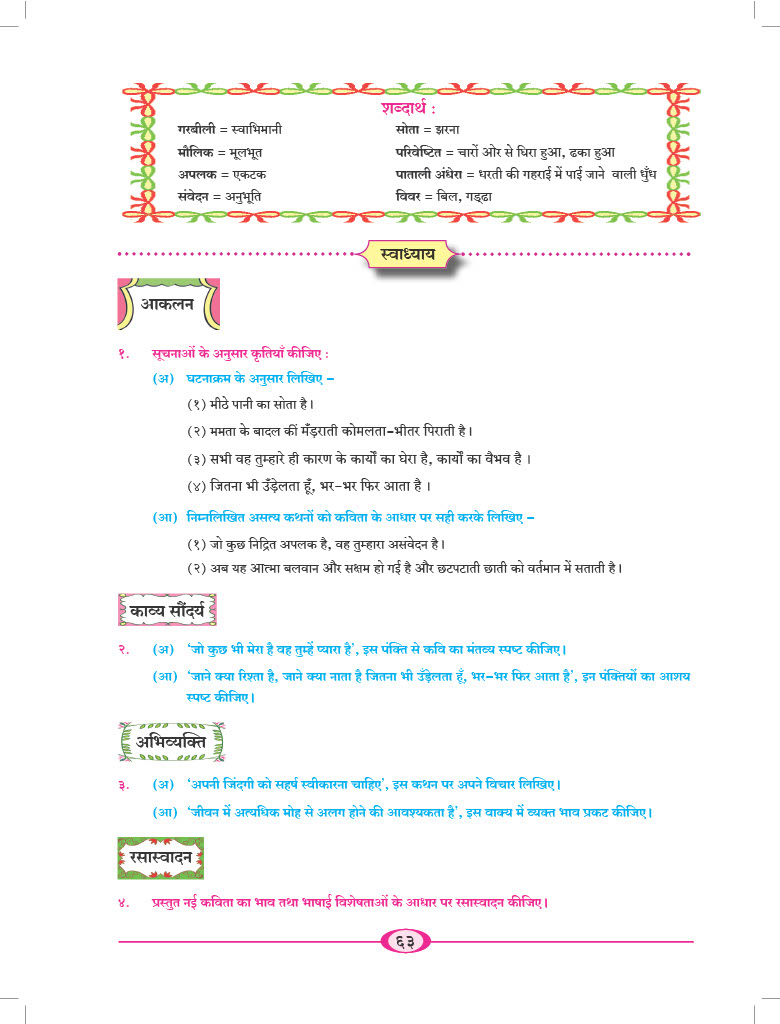 शब्दार्थ :
गरबीली = स्वाभिमानी
सोता = झरना
मौलिक = मूलभूत
परिवेष्टित = चारों ओर से घिरा हुआ, ढका हुआ
अपलक = एकटक
पाताली अंधेरा = धरती की गहराई में पाई जाने वाली धुँध
संवेदन = अनुभूति
विवर = बिल, गड्‌ढा
स्वाध्याय
आकलन
१. सूचनाओं के अनुसार कृतियाँ कीजिए :
(अ) घटनाक्रम के अनुसार लिखिए –
(१) मीठे पानी का सोता है।
(२) ममता के बादल की मँड़राती कोमलता-भीतर पिराती है।
(३) सभी वह तुम्हारे ही कारण के कार्यों का घेरा है, कार्यों का वैभव है ।
(४) जितना भी उँड़ेलता हूँ, भर-भर फिर आता है ।
(आ) निम्नलिखित असत्य कथनों को कविता के आधार पर सही करके लिखिए –
(१) जो कुछ निद्रित अपलक है, वह तुम्हारा असंवेदन है।
(२) अब यह आत्मा बलवान और सक्षम हो गई है और छटपटाती छाती को वर्तमान में सताती है।
काव्य सौंदर्य
२. (अ) ‘जो कुछ भी मेरा है वह तुम्हें प्यारा है’, इस पंक्ति से कवि का मंतव्य स्पष्ट कीजिए।
(आ) ‘जाने क्या रिश्ता है, जाने क्या नाता है जितना भी उँड़ेलता हूँ, भर-भर फिर आता है’, इन पंक्तियों का आशय
स्पष्ट कीजिए।
अभिव्यक्ति
३. (अ) ‘अपनी जिंदगी को सहर्ष स्वीकारना चाहिए’, इस कथन पर अपने विचार लिखिए।
(आ) ‘जीवन में अत्यधिक मोह से अलग होने की आवश्यकता है’, इस वाक्य में व्यक्त भाव प्रकट कीजिए।
रसास्वादन
४. प्रस्तुत नई कविता का भाव तथा भाषाई विशेषताओं के आधार पर रसास्वादन कीजिए।
६३